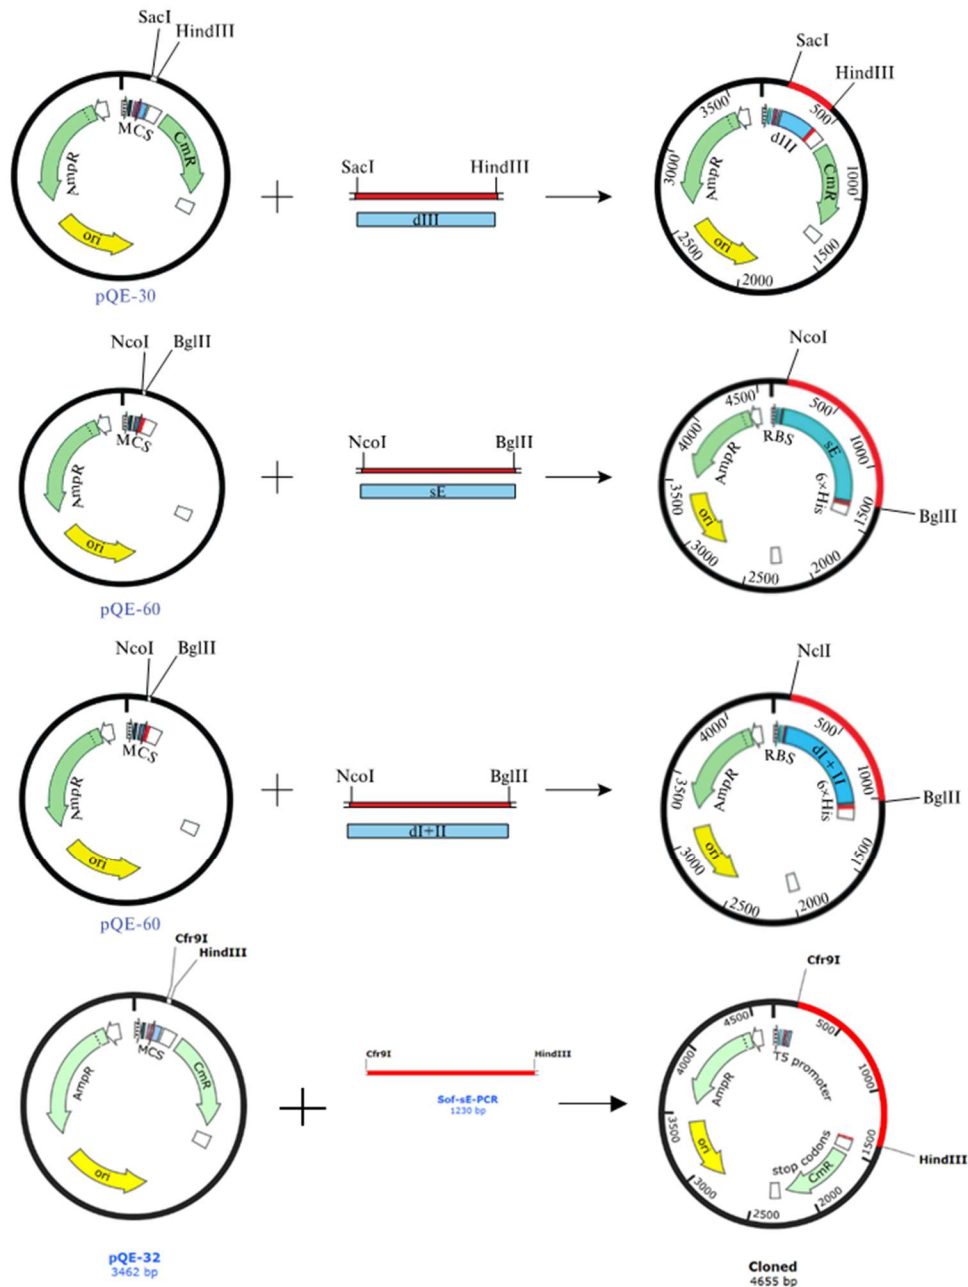 SacI
HindIII
MCS
AmpR
CmR
ori
pQE-30
SacI
HindIII
dIII
SacI
HindIII
500
1000
1500
2000
2500
3000
3500
dIII
AmpR
CmR
ori
NcoI
BglII
MCS
AmpR
ori
pQE-60
NcoI
BglII
sE
NcoI
BglII
500
1000
1500
2000
2500
3000
3500
4000
4500
RBS
sE
6×His
AmpR
ori
NcoI
BglII
MCS
AmpR
ori
pQE-60
NcoI
BglII
dI+II
NclI
BglII
500
1000
1500
2000
2500
3000
3500
4000
RBS
dI + II
6×His
AmpR
ori
Cfr9I
HindIII
MCS
AmpR
CmR
ori
pQE-32
3462 bp
Cfr9I
HindIII
Sof-sE-PCR
1230 bp
Cfr9I
HindIII
500
1000
1500
2000
2500
3000
3500
4000
4500
T5 promoter
stop codons
AmpR
CmR
ori
Cloned
4655 bp